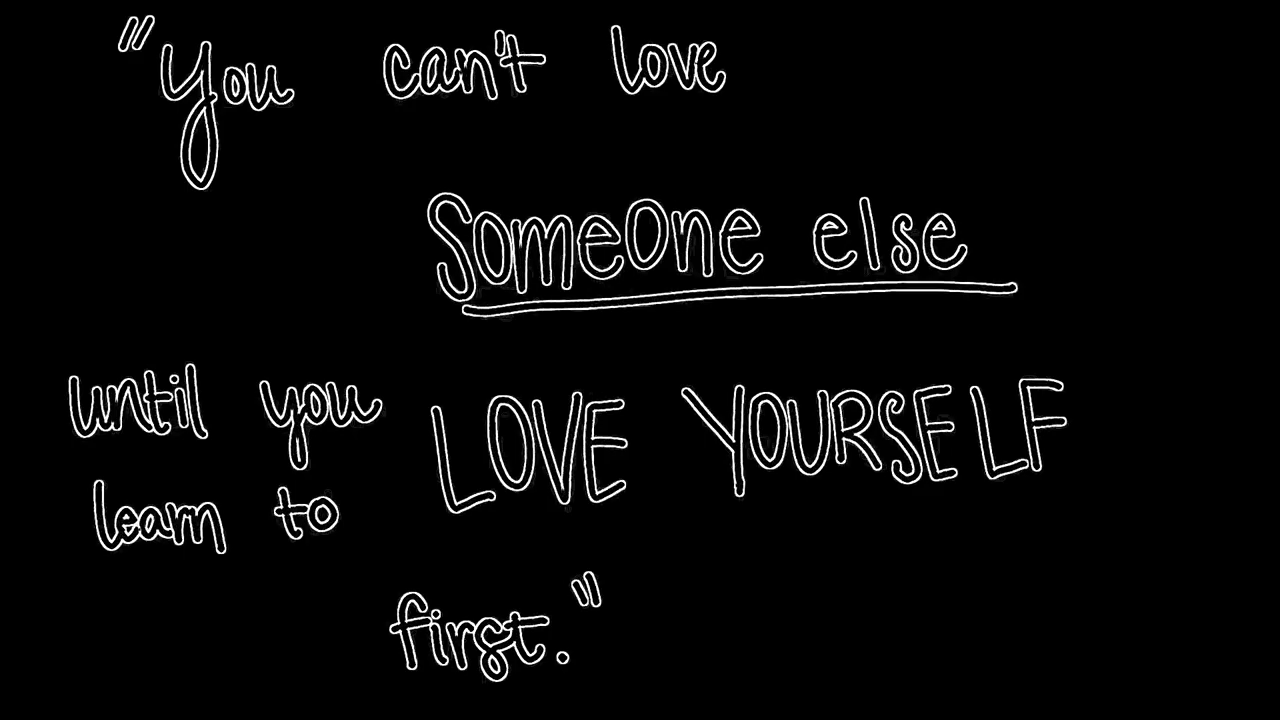 "You can't love
Someone else
until you LOVE YOURSELF
learn to
first."